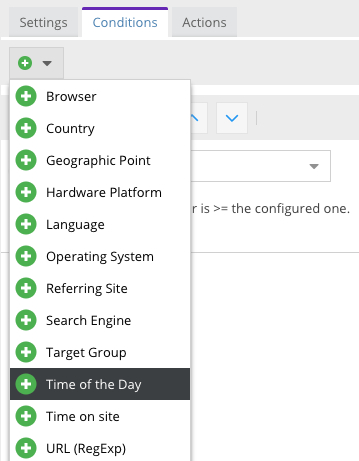 Settings
Conditions
Actions
Browser
Country
Geographic Point
Hardware Platform
Language
r is >= the configured one.
Operating System
Referring Site
Search Engine
Target Group
Time of the Day
Time on site
URL (RegExp)